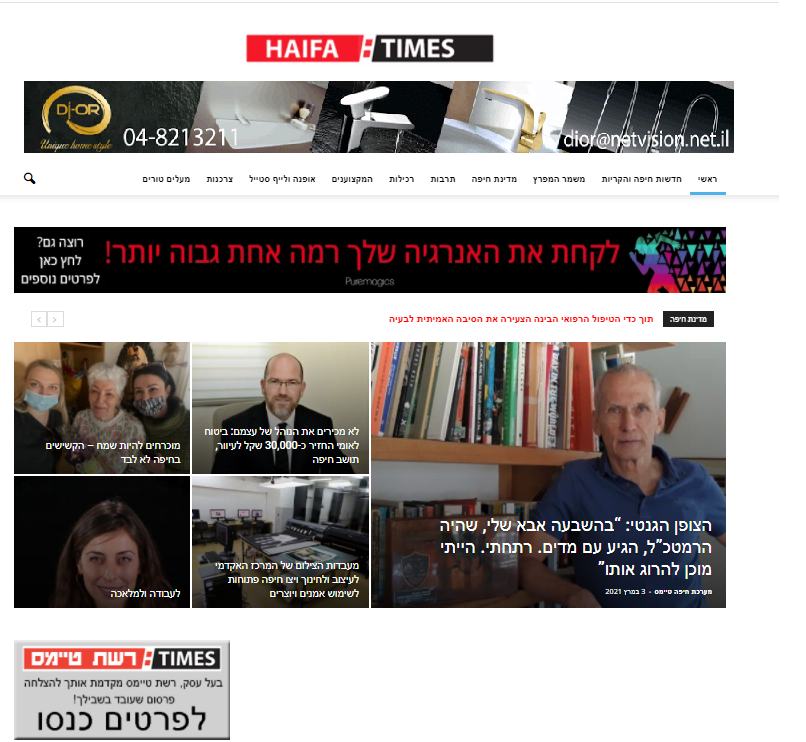 HAIFA TIMES
Di-OR
Unique home style
04-8213211
dior@netvision.net.il
ראשי חדשות חיפה והקריות משמר המפרץ מדינת חיפה תרבות רכילות המקצוענים אופנה ולייף סטייל צרכנות מעלים טורים
לקחת את האנרגיה שלך רמה אחת גבוה יותר!
Puremagics
רוצה גם?
לחץ כאן
לפרטים נוספים
מדינת חיפה
תוך כדי הטיפול הרפואי הבינה הצעירה את הסיבה האמיתית לבעיה
הצופן הגנטי: "בהשבעה אבא שלי, שהיה
הרמטכ"ל, הגיע עם מדים. רתחתי. הייתי
מוכן להרוג אותו"
מערכת חיפה טיימס - 3 במרץ 2021
לא מכירים את הנוהל של עצמם: ביטוח
לאומי החזיר כ-30,000 שקל לעיוור,
תושב חיפה
מוכרחים להיות שמח – הקשישים
בחיפה לא לבד
מעבדות הצילום של המרכז האקדמי
לעיצוב ולחינוך ויצו חיפה פתוחות
לשימוש אמנים ויוצרים
לעבודה ולמלאכה
רשת טיימס TIMES
בעל עסק, רשת טיימס מקדמת אותך להצלחה
פרסום שעובד בשבילך!
לפרטים כנסו